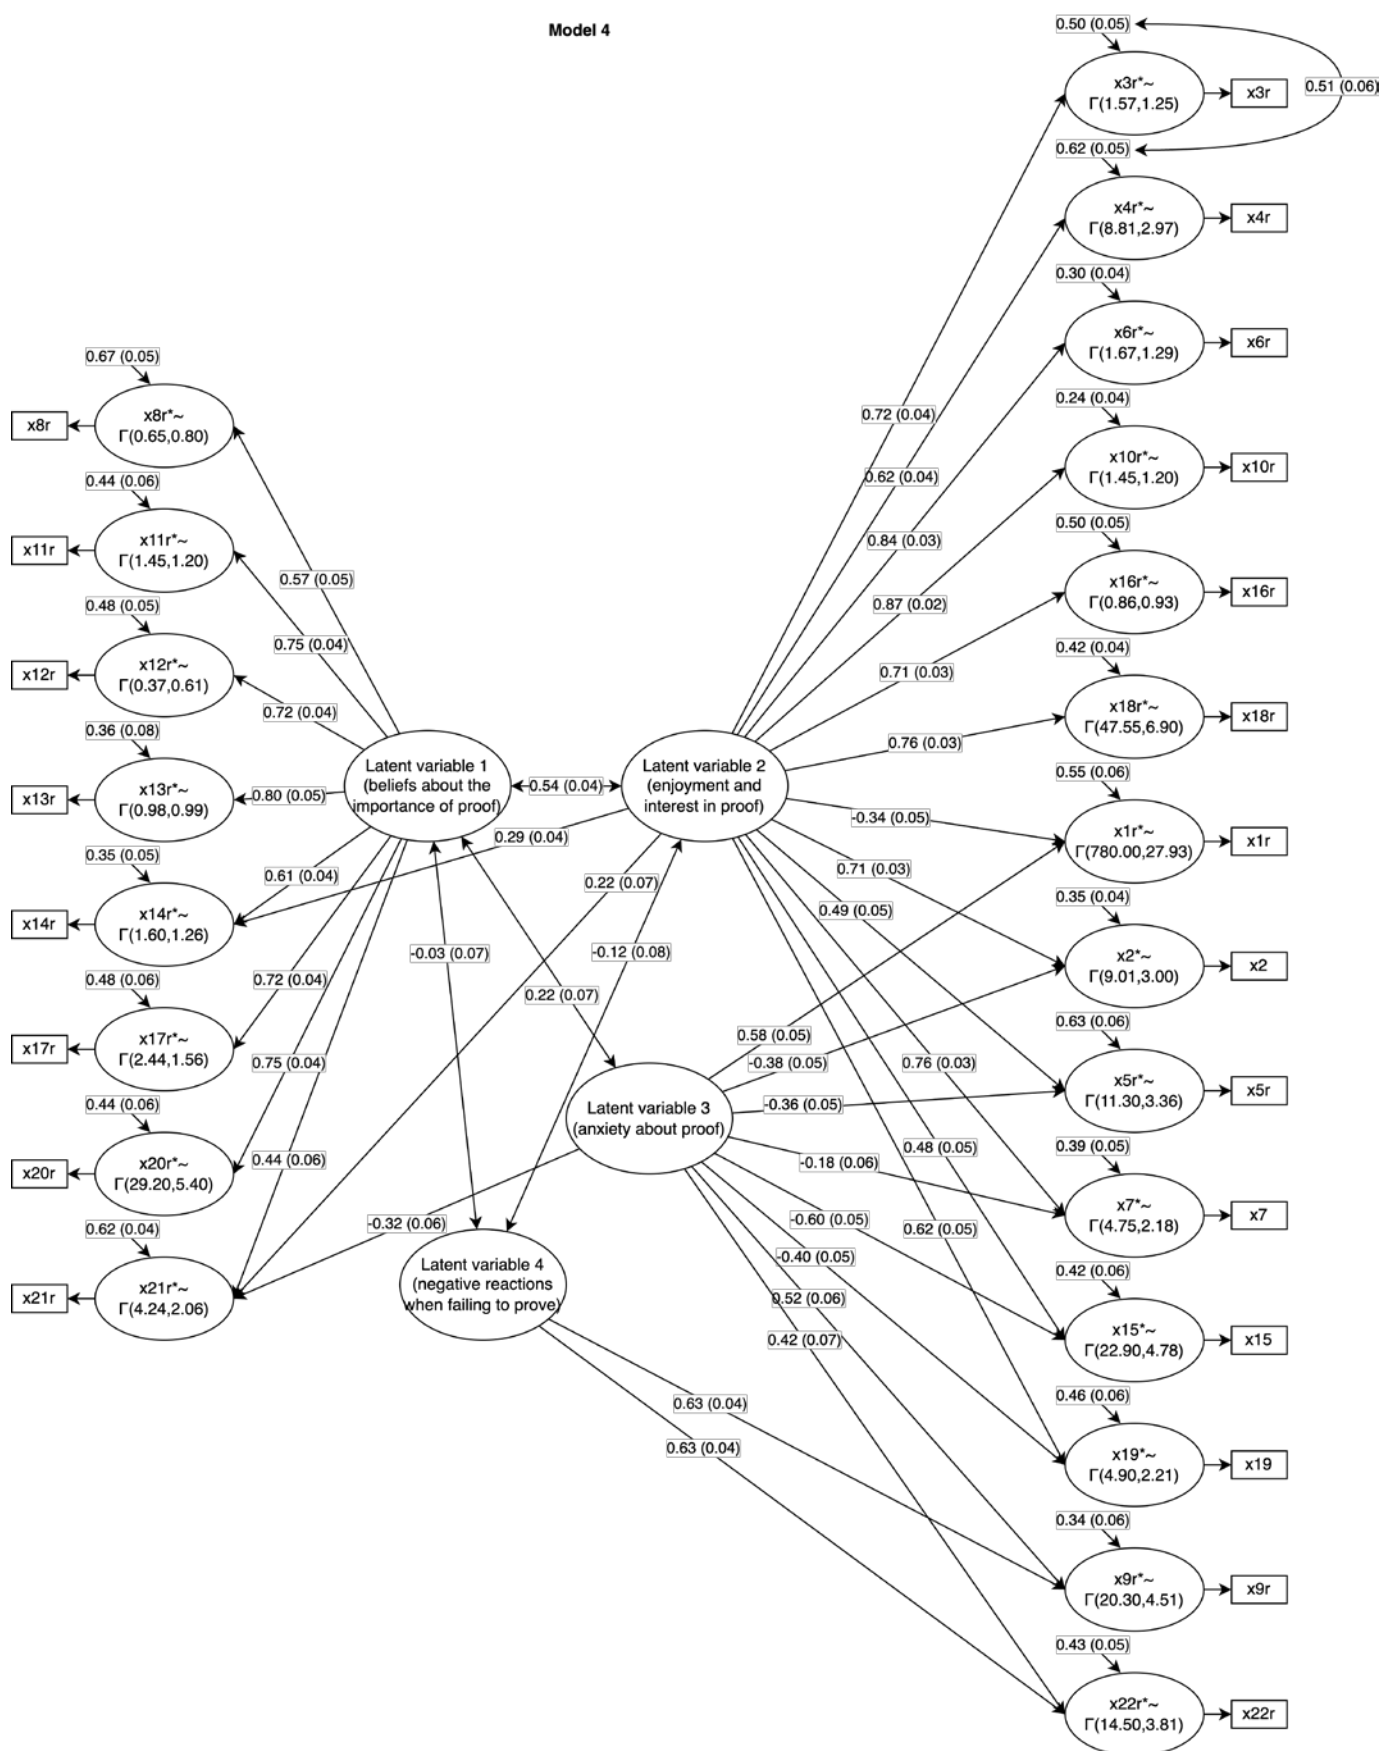 Model 4
0.50 (0.05)
x3r*~
Γ(1.57,1.25)
x3r
0.51 (0.06)
0.62 (0.05)
x4r*~
Γ(8.81,2.97)
x4r
0.30 (0.04)
x6r*~
Γ(1.67,1.29)
x6r
0.24 (0.04)
x10r*~
Γ(1.45,1.20)
x10r
0.50 (0.05)
x16r*~
Γ(0.86,0.93)
x16r
0.42 (0.04)
x18r*~
Γ(47.55,6.90)
x18r
0.55 (0.06)
x1r*~
Γ(780.00,27.93)
x1r
0.35 (0.04)
x2*~
Γ(9.01,3.00)
x2
0.63 (0.06)
x5r*~
Γ(11.30,3.36)
x5r
0.39 (0.05)
x7*~
Γ(4.75,2.18)
x7
0.42 (0.06)
x15*~
Γ(22.90,4.78)
x15
0.46 (0.06)
x19*~
Γ(4.90,2.21)
x19
0.34 (0.06)
x9r*~
Γ(20.30,4.51)
x9r
0.43 (0.05)
x22r*~
Γ(14.50,3.81)
x22r
0.67 (0.05)
x8r*~
Γ(0.65,0.80)
x8r
0.44 (0.06)
x11r*~
Γ(1.45,1.20)
x11r
0.48 (0.05)
x12r*~
Γ(0.37,0.61)
x12r
0.36 (0.08)
x13r*~
Γ(0.98,0.99)
x13r
0.35 (0.05)
x14r*~
Γ(1.60,1.26)
x14r
0.48 (0.06)
x17r*~
Γ(2.44,1.56)
x17r
0.44 (0.06)
x20r*~
Γ(29.20,5.40)
x20r
0.62 (0.04)
x21r*~
Γ(4.24,2.06)
x21r
Latent variable 1
(beliefs about the
importance of proof)
Latent variable 2
(enjoyment and
interest in proof)
Latent variable 3
(anxiety about proof)
Latent variable 4
(negative reactions
when failing to prove)
0.57 (0.05)
0.75 (0.04)
0.72 (0.04)
0.80 (0.05)
0.61 (0.04)
0.72 (0.04)
0.75 (0.04)
0.44 (0.06)
0.54 (0.04)
0.29 (0.04)
0.22 (0.07)
-0.03 (0.07)
-0.12 (0.08)
0.22 (0.07)
-0.32 (0.06)
0.72 (0.04)
0.62 (0.04)
0.84 (0.03)
0.87 (0.02)
0.71 (0.03)
0.76 (0.03)
-0.34 (0.05)
0.71 (0.03)
0.49 (0.05)
0.76 (0.03)
0.48 (0.05)
0.62 (0.05)
0.58 (0.05)
-0.38 (0.05)
-0.36 (0.05)
-0.18 (0.06)
-0.60 (0.05)
-0.40 (0.05)
0.52 (0.06)
0.42 (0.07)
0.63 (0.04)
0.63 (0.04)